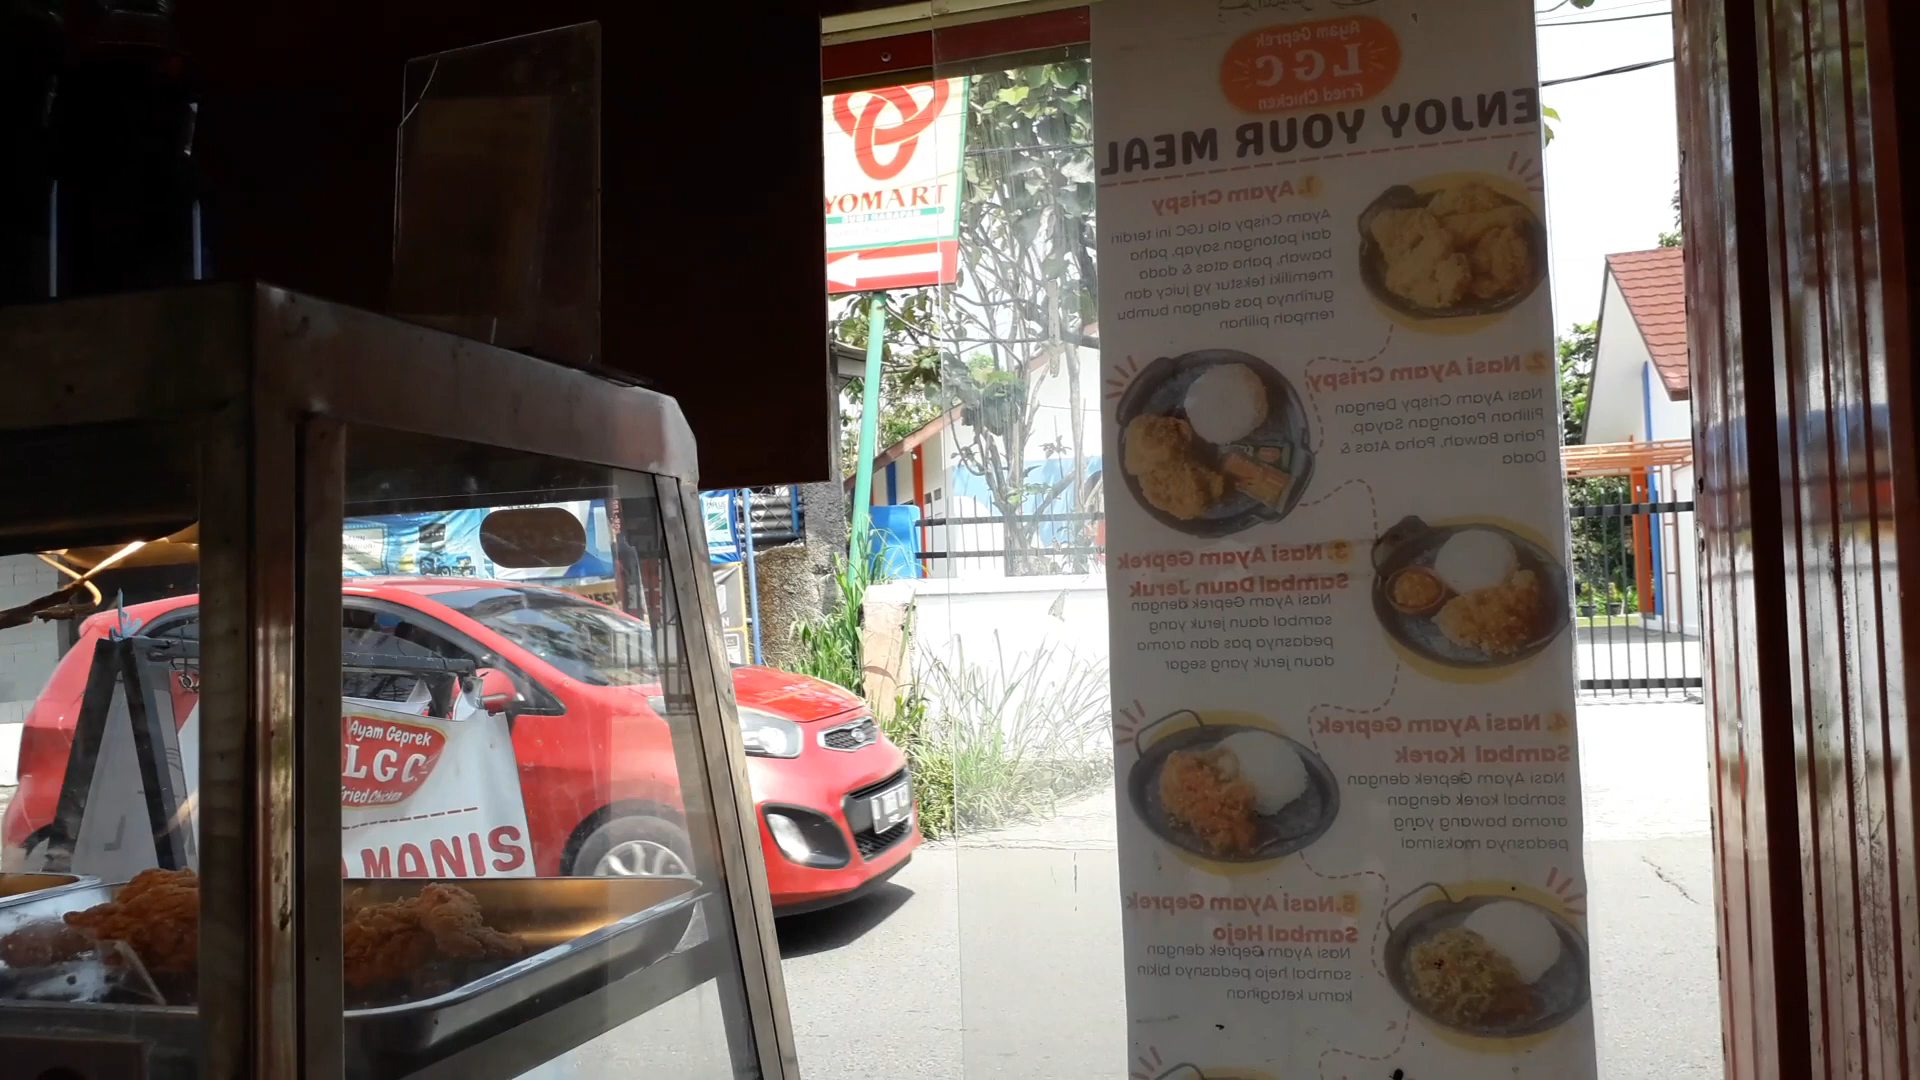 YOMART
BUMI HARAPAN
Ayam Geprek
LGC
Fried Chicken
ENJOY YOUR MEAL
1. Ayam Crispy
Ayam Crispy ala LGC ini terdiri
dari potongan sayap, paha
bawah, paha atas & dada
memiliki tekstur yg juicy dan
gurihnya pas dengan bumbu
rempah pilihan
2. Nasi Ayam Crispy
Nasi Ayam Crispy Dengan
Pilihan Potongan Sayap,
Paha Bawah, Paha Atas &
Dada
3. Nasi Ayam Geprek
Sambal Daun Jeruk
Nasi Ayam Geprek dengan
sambal daun jeruk yang
pedasnya pas dan aroma
daun jeruk yang segar
4. Nasi Ayam Geprek
Sambal Korek
Nasi Ayam Geprek dengan
sambal korek dengan
aroma bawang yang
pedasnya maksimal
5. Nasi Ayam Geprek
Sambal Hejo
Nasi Ayam Geprek dengan
sambal hejo pedasnya bikin
kamu ketagihan
Ayam Geprek
LGC
Fried Chicken
MANIS